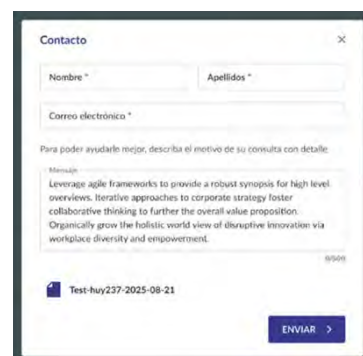 Contacto
Nombre *
Apellidos *
Correo electrónico *
Para poder ayudarle mejor, describa el motivo de su consulta con detalle
Mensaje
Leverage agile frameworks to provide a robust synopsis for high level
overviews. Iterative approaches to corporate strategy foster
collaborative thinking to further the overall value proposition.
Organically grow the holistic world view of disruptive innovation via
workplace diversity and empowerment.
0/500
Test-huy237-2025-08-21
ENVIAR